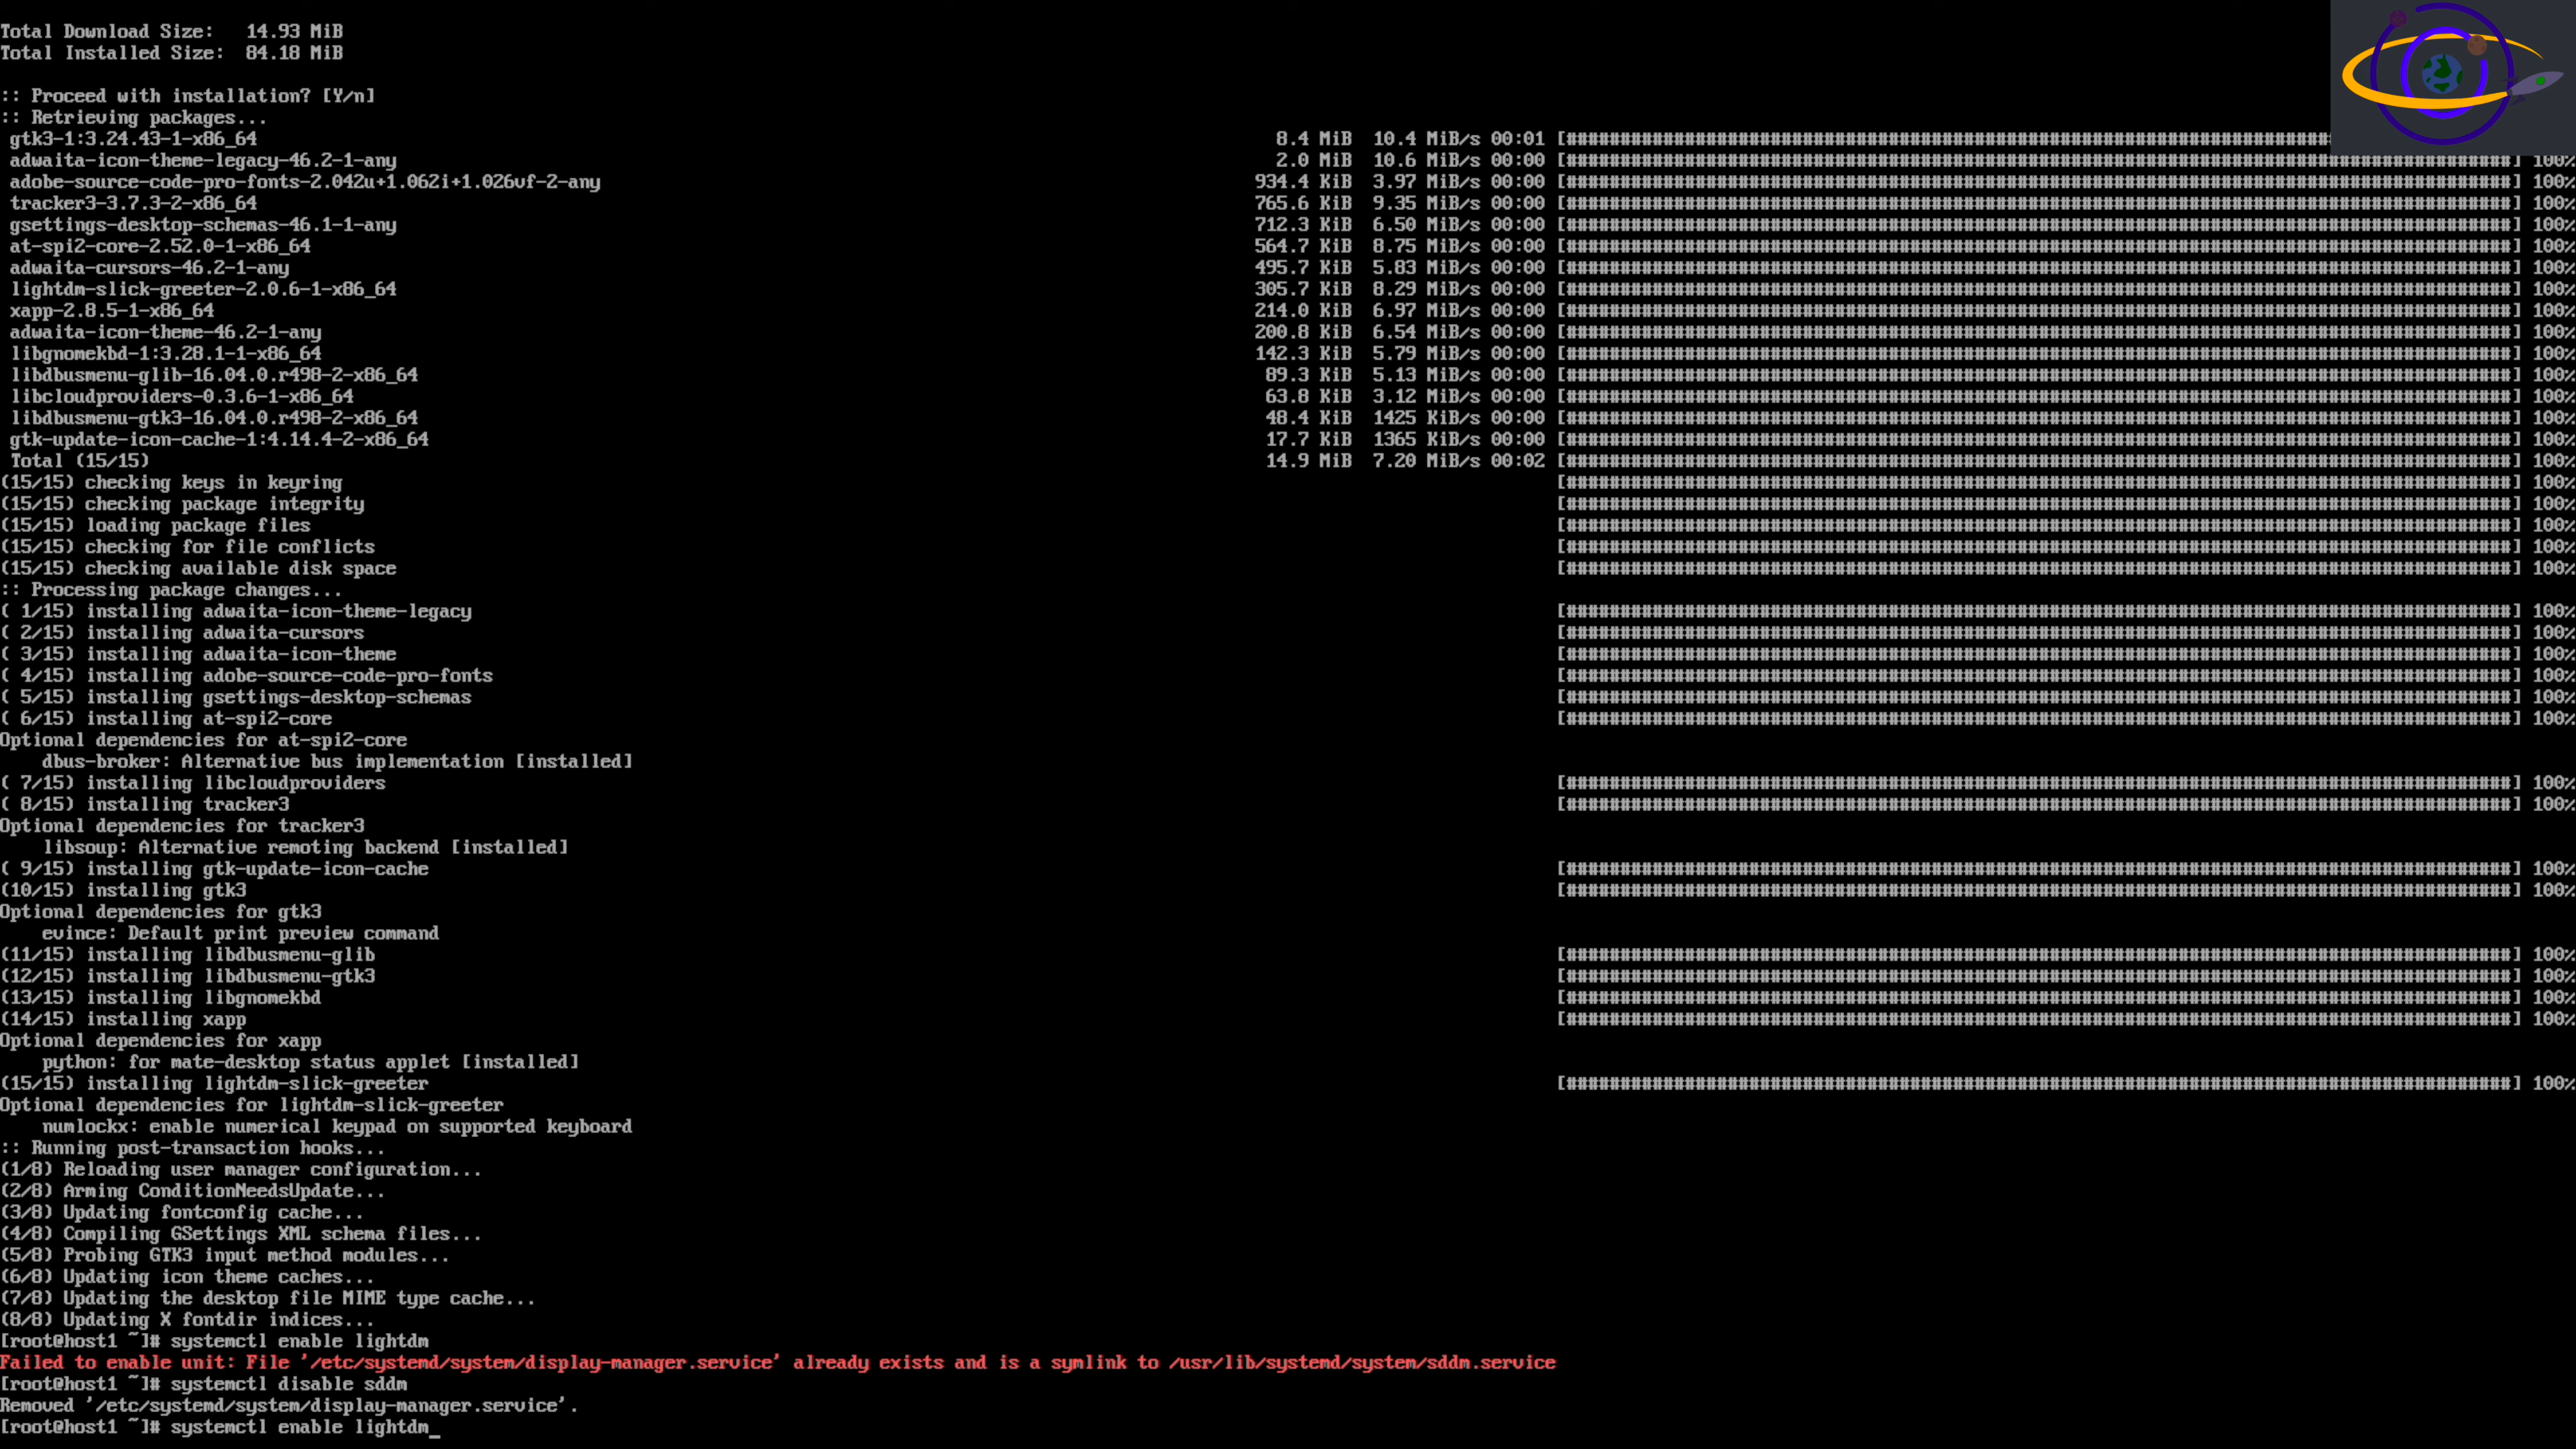 Total Download Size:   14.93 MiB
Total Installed Size:  84.18 MiB
:: Proceed with installation? [Y/n]
:: Retrieving packages...
gtk3-1:3.24.43-1-x86_64 8.4 MiB 10.4 MiB/s 00:01 [########################################################################
adwaita-icon-theme-legacy-46.2-1-any 2.0 MiB 10.6 MiB/s 00:00 [########################################################################################] 100%
adobe-source-code-pro-fonts-2.042u+1.062i+1.026vf-2-any 934.4 KiB 3.97 MiB/s 00:00 [########################################################################################] 100%
tracker3-3.7.3-2-x86_64 765.6 KiB 9.35 MiB/s 00:00 [########################################################################################] 100%
gsettings-desktop-schemas-46.1-1-any 712.3 KiB 6.50 MiB/s 00:00 [########################################################################################] 100%
at-spi2-core-2.52.0-1-x86_64 564.7 KiB 8.75 MiB/s 00:00 [########################################################################################] 100%
adwaita-cursors-46.2-1-any 495.7 KiB 5.83 MiB/s 00:00 [########################################################################################] 100%
lightdm-slick-greeter-2.0.6-1-x86_64 305.7 KiB 8.29 MiB/s 00:00 [########################################################################################] 100%
xapp-2.8.5-1-x86_64 214.0 KiB 6.97 MiB/s 00:00 [########################################################################################] 100%
adwaita-icon-theme-46.2-1-any 200.8 KiB 6.54 MiB/s 00:00 [########################################################################################] 100%
libgnomekbd-1:3.28.1-1-x86_64 142.3 KiB 5.79 MiB/s 00:00 [########################################################################################] 100%
libdbusmenu-glib-16.04.0.r498-2-x86_64 89.3 KiB 5.13 MiB/s 00:00 [########################################################################################] 100%
libcloudproviders-0.3.6-1-x86_64 63.8 KiB 3.12 MiB/s 00:00 [########################################################################################] 100%
libdbusmenu-gtk3-16.04.0.r498-2-x86_64 48.4 KiB 1425 KiB/s 00:00 [########################################################################################] 100%
gtk-update-icon-cache-1:4.14.4-2-x86_64 17.7 KiB 1365 KiB/s 00:00 [########################################################################################] 100%
Total (15/15) 14.9 MiB 7.20 MiB/s 00:02 [########################################################################################] 100%
(15/15) checking keys in keyring [########################################################################################] 100%
(15/15) checking package integrity [########################################################################################] 100%
(15/15) loading package files [########################################################################################] 100%
(15/15) checking for file conflicts [########################################################################################] 100%
(15/15) checking available disk space [########################################################################################] 100%
:: Processing package changes...
( 1/15) installing adwaita-icon-theme-legacy [########################################################################################] 100%
( 2/15) installing adwaita-cursors [########################################################################################] 100%
( 3/15) installing adwaita-icon-theme [########################################################################################] 100%
( 4/15) installing adobe-source-code-pro-fonts [########################################################################################] 100%
( 5/15) installing gsettings-desktop-schemas [########################################################################################] 100%
( 6/15) installing at-spi2-core [########################################################################################] 100%
Optional dependencies for at-spi2-core
    dbus-broker: Alternative bus implementation [installed]
( 7/15) installing libcloudproviders [########################################################################################] 100%
( 8/15) installing tracker3 [########################################################################################] 100%
Optional dependencies for tracker3
    libsoup: Alternative remoting backend [installed]
( 9/15) installing gtk-update-icon-cache [########################################################################################] 100%
(10/15) installing gtk3 [########################################################################################] 100%
Optional dependencies for gtk3
    evince: Default print preview command
(11/15) installing libdbusmenu-glib [########################################################################################] 100%
(12/15) installing libdbusmenu-gtk3 [########################################################################################] 100%
(13/15) installing libgnomekbd [########################################################################################] 100%
(14/15) installing xapp [########################################################################################] 100%
Optional dependencies for xapp
    python: for mate-desktop status applet [installed]
(15/15) installing lightdm-slick-greeter [########################################################################################] 100%
Optional dependencies for lightdm-slick-greeter
    numlockx: enable numerical keypad on supported keyboard
:: Running post-transaction hooks...
(1/8) Reloading user manager configuration...
(2/8) Arming ConditionNeedsUpdate...
(3/8) Updating fontconfig cache...
(4/8) Compiling GSettings XML schema files...
(5/8) Probing GTK3 input method modules...
(6/8) Updating icon theme caches...
(7/8) Updating the desktop file MIME type cache...
(8/8) Updating X fontdir indices...
[root@host1 ~]# systemctl enable lightdm
Failed to enable unit: File '/etc/systemd/system/display-manager.service' already exists and is a symlink to /usr/lib/systemd/system/sddm.service
[root@host1 ~]# systemctl disable sddm
Removed '/etc/systemd/system/display-manager.service'.
[root@host1 ~]# systemctl enable lightdm_